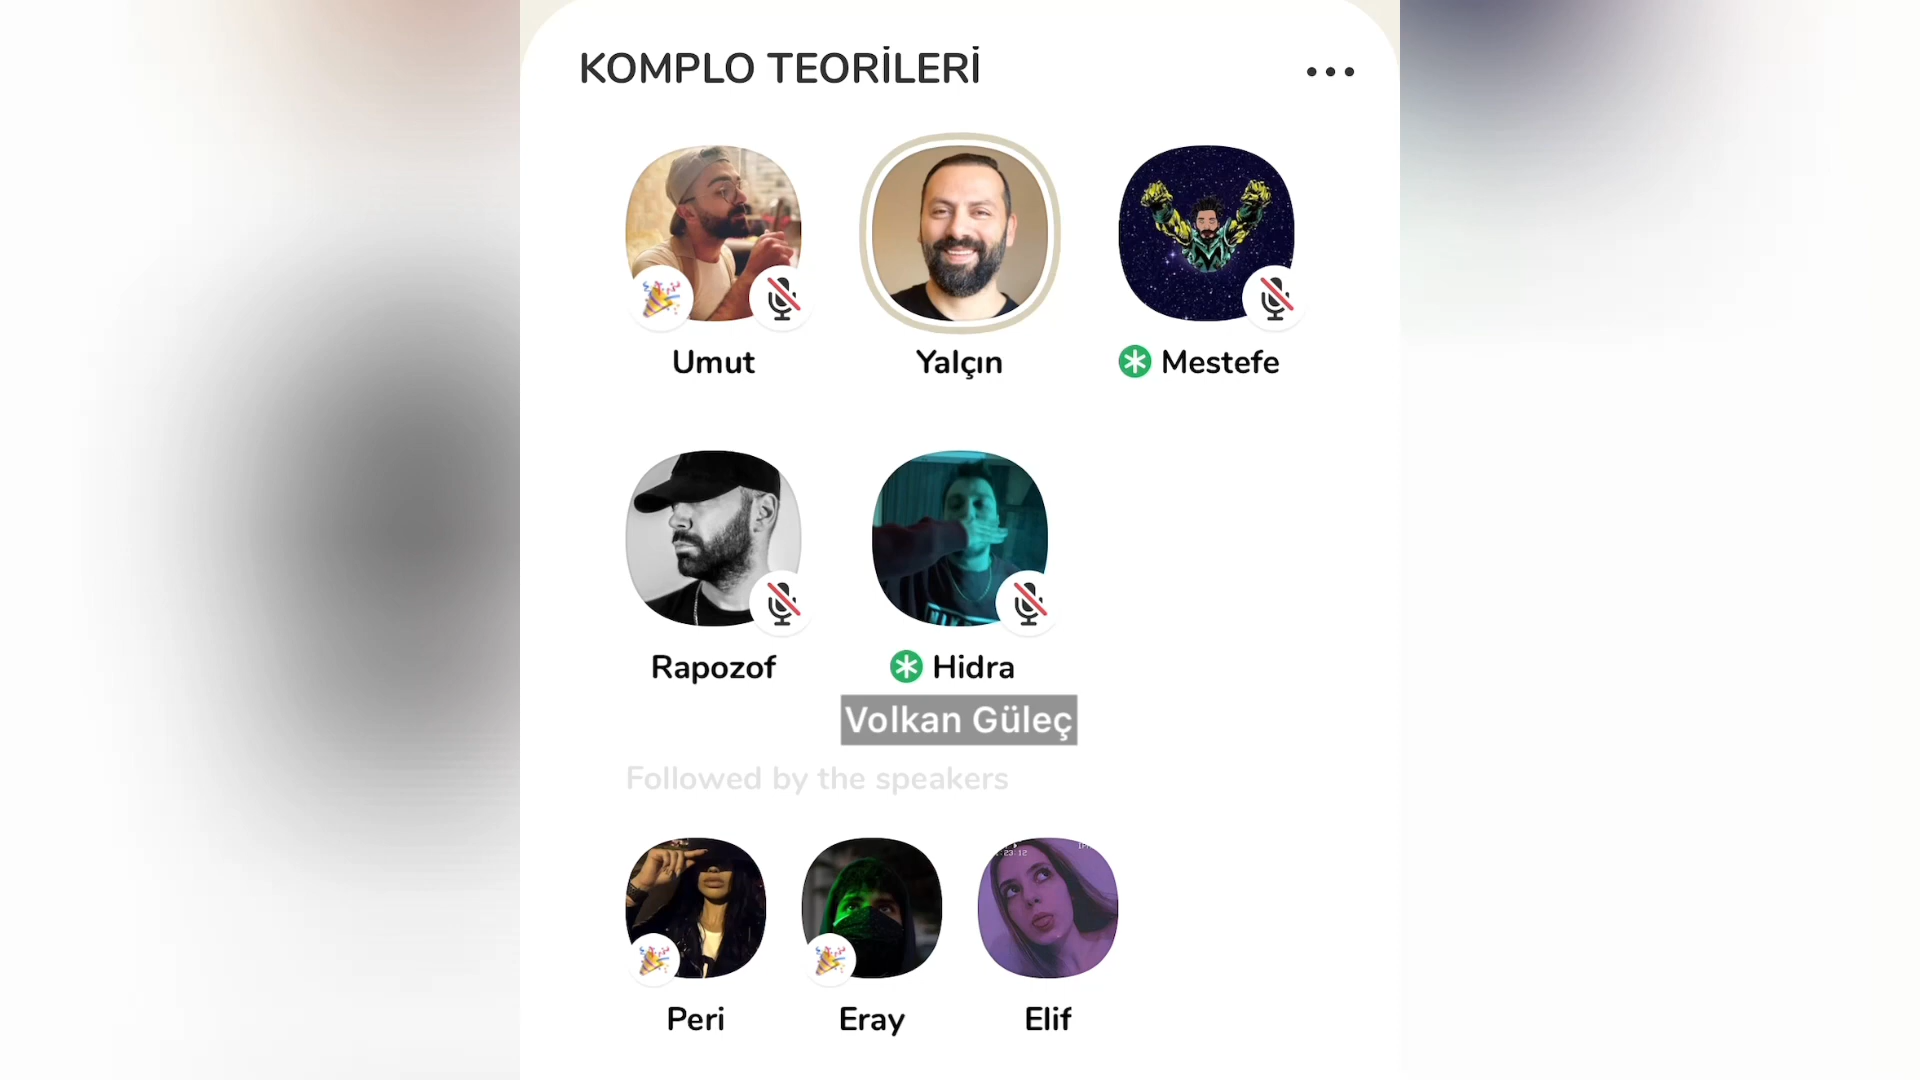 KOMPLO TEORİLERİ
Umut
Yalçın
Mestefe
Rapozof
Hidra
Volkan Güleç
Followed by the speakers
Peri
Eray
Elif